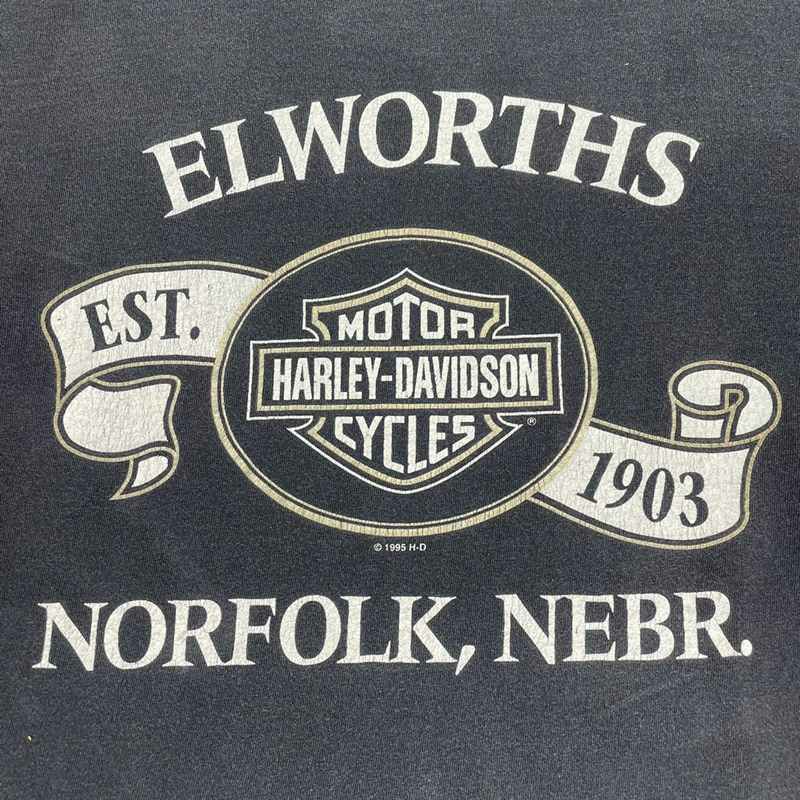 ELWORTHS
EST.
MOTOR
HARLEY-DAVIDSON
CYCLES
®
1903
© 1995 H-D
NORFOLK, NEBR.